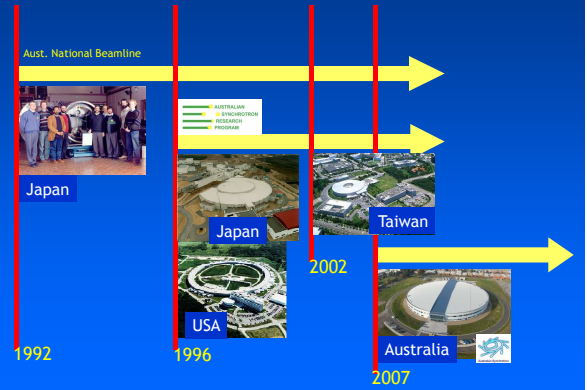 Aust. National Beamline
AUSTRALIAN
SYNCHROTRON
RESEARCH
PROGRAM
Japan
Japan
Taiwan
2002
USA
Australia
1992
1996
2007